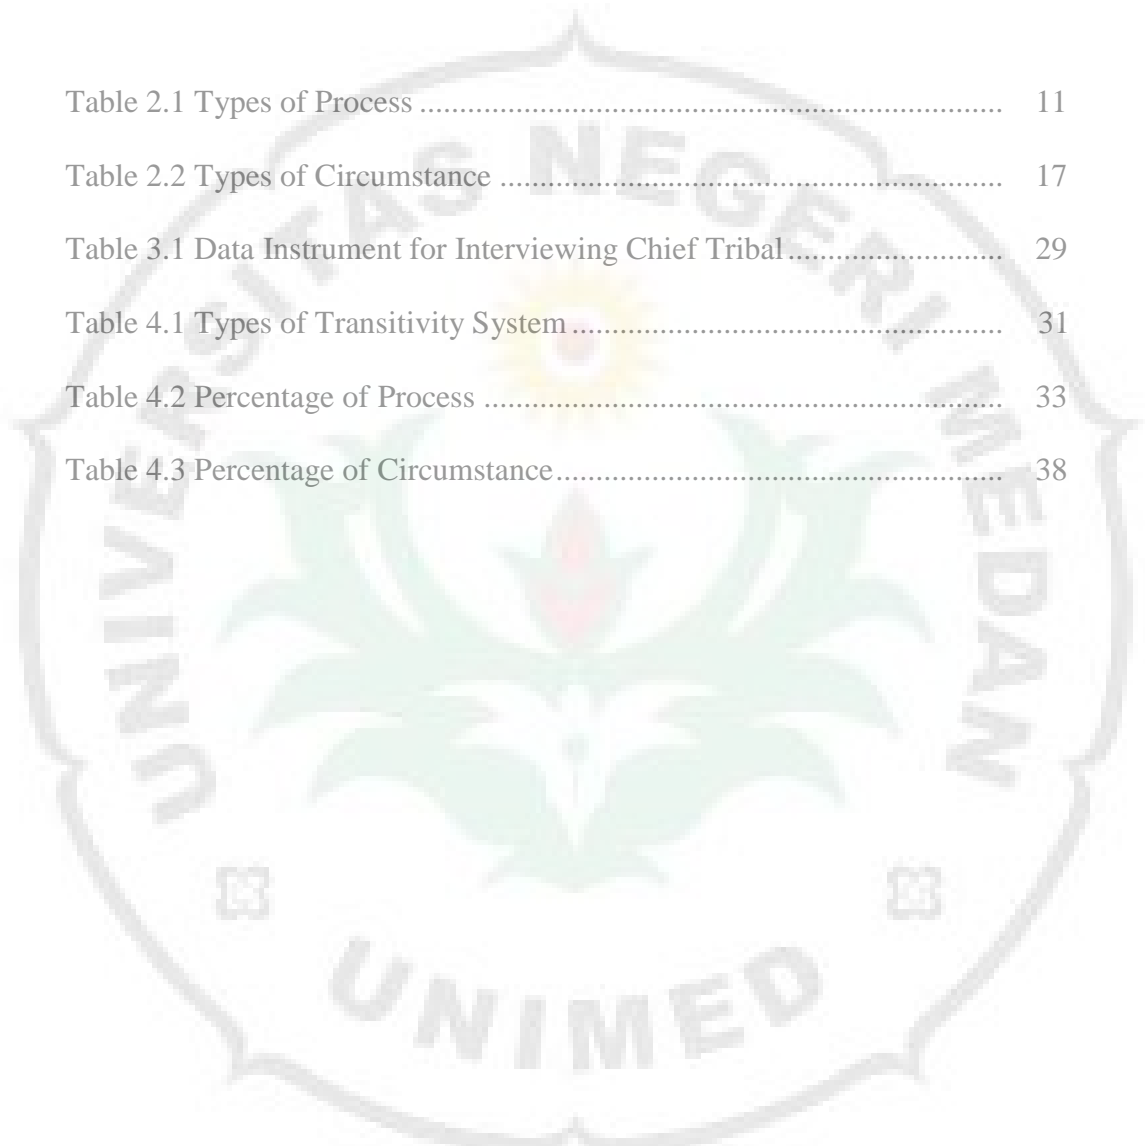 Table 2.1 Types of Process ........................................................................................... 11
Table 2.2 Types of Circumstance .............................................................................. 17
Table 3.1 Data Instrument for Interviewing Chief Tribal................................. 29
Table 4.1 Types of Transitivity System ................................................................... 31
Table 4.2 Percentage of Process ................................................................................. 33
Table 4.3 Percentage of Circumstance...................................................................... 38
UNIVERSITAS NEGERI MEDAN
UNIMED